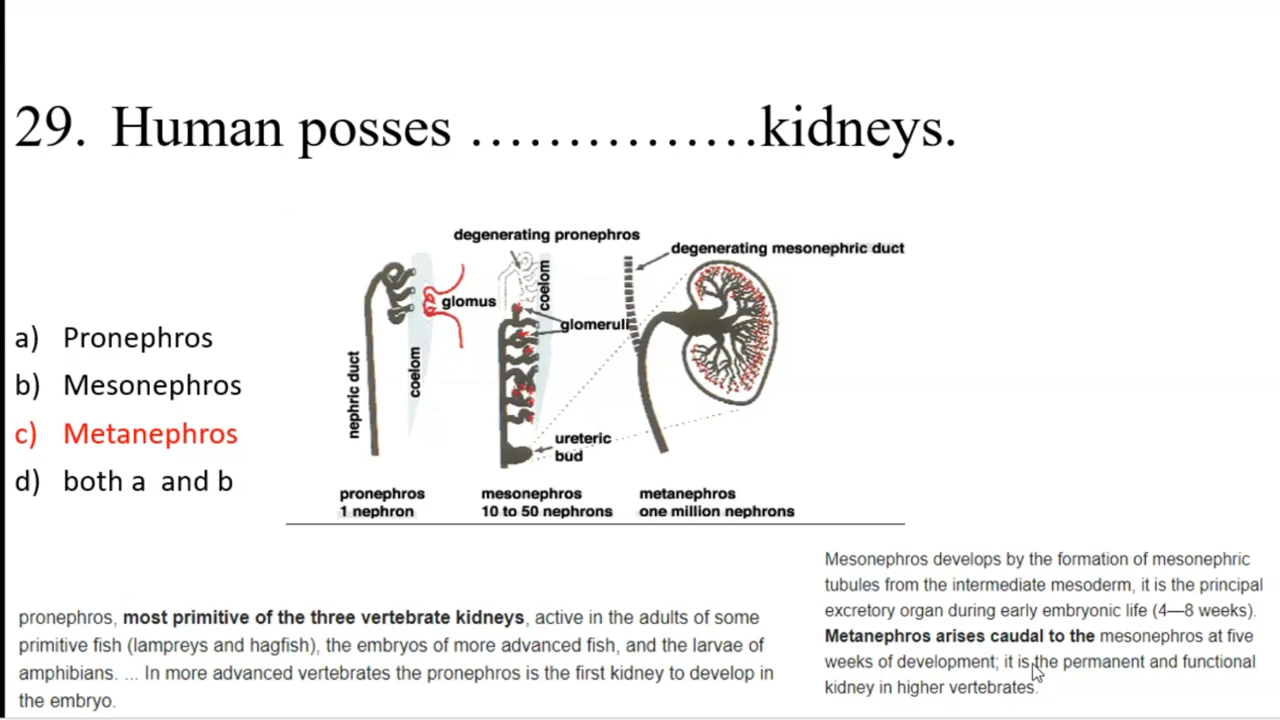 29. Human posses ……………kidneys.
degenerating pronephros
degenerating mesonephric duct
coelom
glomus
glomeruli
nephric duct
coelom
ureteric
bud
pronephros
1 nephron
mesonephros
10 to 50 nephrons
metanephros
one million nephrons
a) Pronephros
b) Mesonephros
c) Metanephros
d) both a and b
pronephros, most primitive of the three vertebrate kidneys, active in the adults of some
primitive fish (lampreys and hagfish), the embryos of more advanced fish, and the larvae of
amphibians. ... In more advanced vertebrates the pronephros is the first kidney to develop in
the embryo.
Mesonephros develops by the formation of mesonephric
tubules from the intermediate mesoderm, it is the principal
excretory organ during early embryonic life (4—8 weeks).
Metanephros arises caudal to the mesonephros at five
weeks of development; it is the permanent and functional
kidney in higher vertebrates.